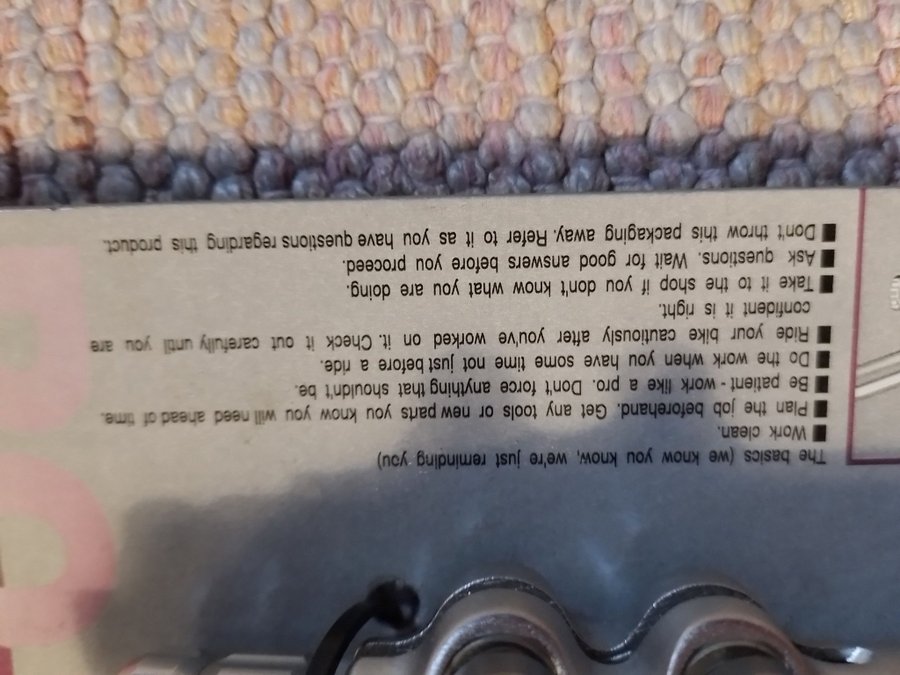 The basics (we know you know, we're just reminding you)
■ Work clean.
■ Plan the job beforehand. Get any tools or new parts you know you will need ahead of time.
■ Be patient - work like a pro. Don't force anything that shouldn't be.
■ Do the work when you have some time not just before a ride.
■ Ride your bike cautiously after you've worked on it. Check it out carefully until you are
confident it is right.
■ Take it to the shop if you don't know what you are doing.
■ Ask questions. Wait for good answers before you proceed.
■ Don't throw this packaging away. Refer to it as you have questions regarding this product.